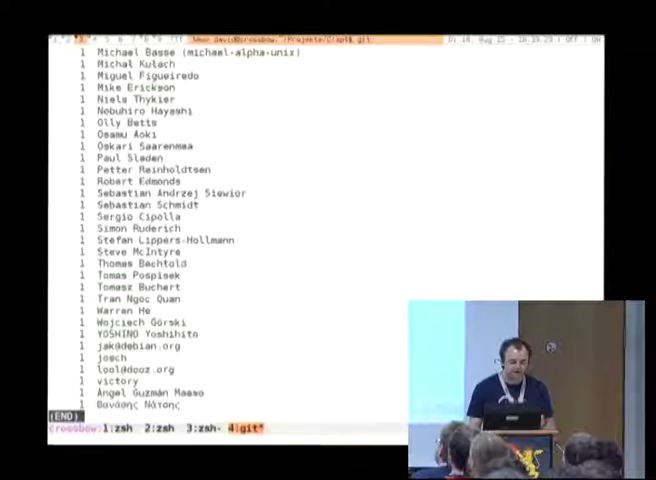 1 Michael Basse (michael-alpha-unix)
1 Michal Kulach
1 Miguel Figueiredo
1 Mike Erickson
1 Niels Thykier
1 Nobuhiro Hayashi
1 Olly Betts
1 Osamu Aoki
1 Oskari Saarenmaa
1 Paul Sladen
1 Petter Reinholdtsen
1 Robert Edmonds
1 Sebastian Andrzej Siewior
1 Sebastian Schmidt
1 Sergio Cipolla
1 Simon Ruderich
1 Stefan Lippers-Hollmann
1 Steve McIntyre
1 Thomas Bechtold
1 Tomas Pospisek
1 Tomasz Buchert
1 Tran Ngoc Quan
1 Warren He
1 Wojciech Górski
1 YOSHINO Yoshihito
1 jak@debian.org
1 josch
1 lool@dooz.org
1 victory
1 Ángel Guzmán Maeso
1 Θανάσης Νάτσης
(END)
crossbow: 1:zsh 2:zsh 3:zsh- 4:git*